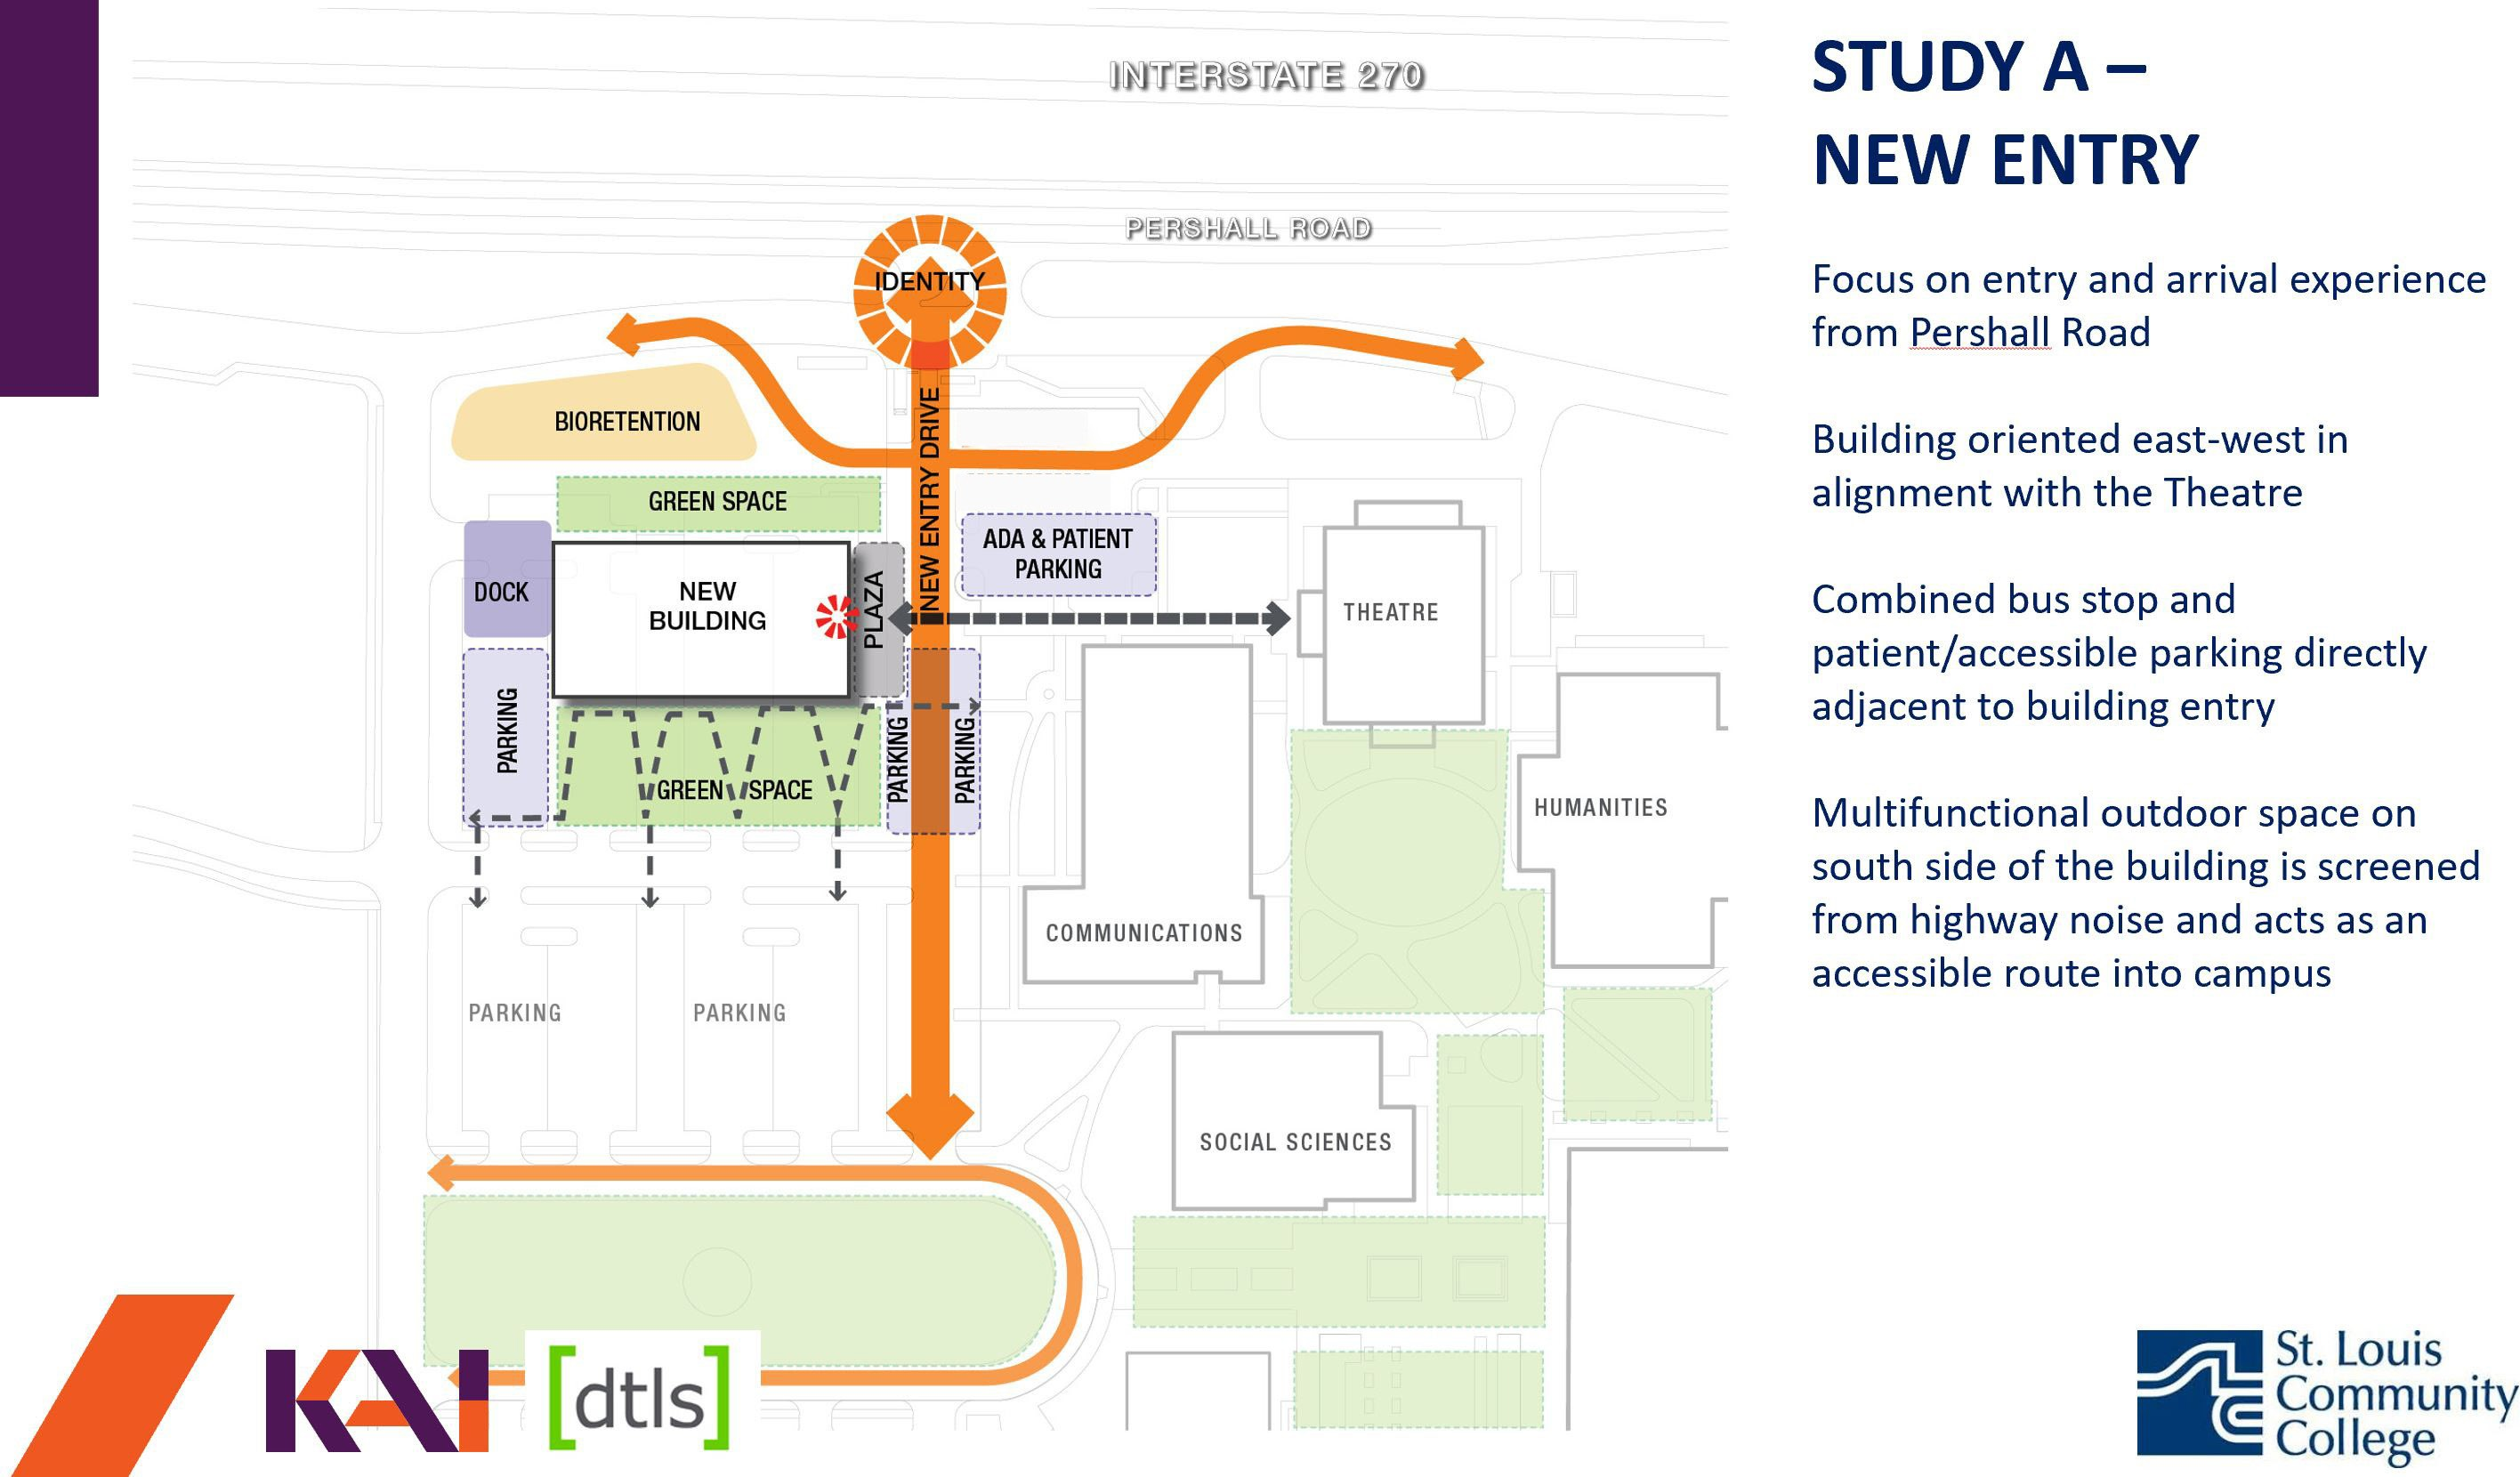 INTERSTATE 270
PERSHALL ROAD
IDENTITY
NEW ENTRY DRIVE
BIORETENTION
GREEN SPACE
DOCK
NEW
BUILDING
PLAZA
ADA & PATIENT
PARKING
THEATRE
PARKING
GREEN SPACE
PARKING
PARKING
HUMANITIES
COMMUNICATIONS
PARKING
PARKING
SOCIAL SCIENCES
STUDY A –
NEW ENTRY
Focus on entry and arrival experience
from Pershall Road
Building oriented east-west in
alignment with the Theatre
Combined bus stop and
patient/accessible parking directly
adjacent to building entry
Multifunctional outdoor space on
south side of the building is screened
from highway noise and acts as an
accessible route into campus
KAI
[dtls]
St. Louis
Community
College